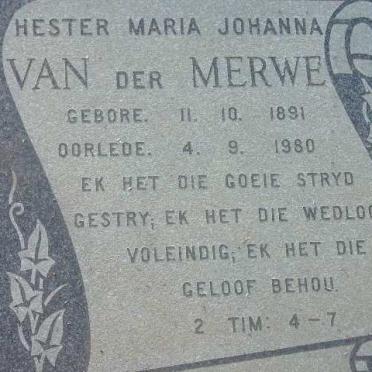 HESTER MARIA JOHANNA
VAN DER MERWE
GEBORE. 11. 10. 1891
OORLEDE. 4. 9. 1980
EK HET DIE GOEIE STRYD
GESTRY; EK HET DIE WEDLOO
VOLEINDIG; EK HET DIE
GELOOF BEHOU.
2 TIM: 4-7